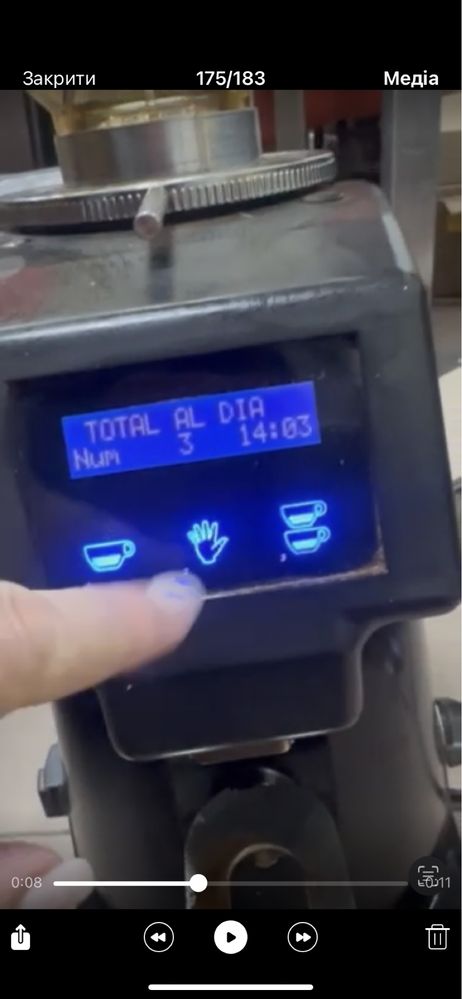 Закрити 175/183 Медіа
TOTAL AL DIA
Num 3 14:03
0:08 -0:11